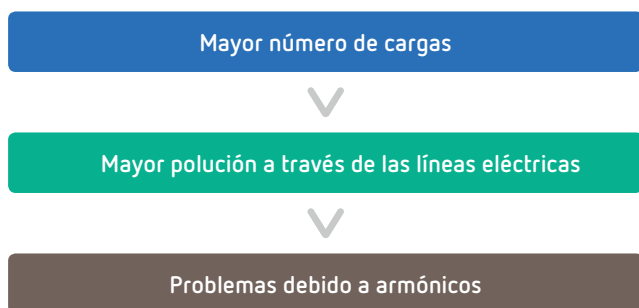 Mayor número de cargas
Mayor polución a través de las líneas eléctricas
Problemas debido a armónicos